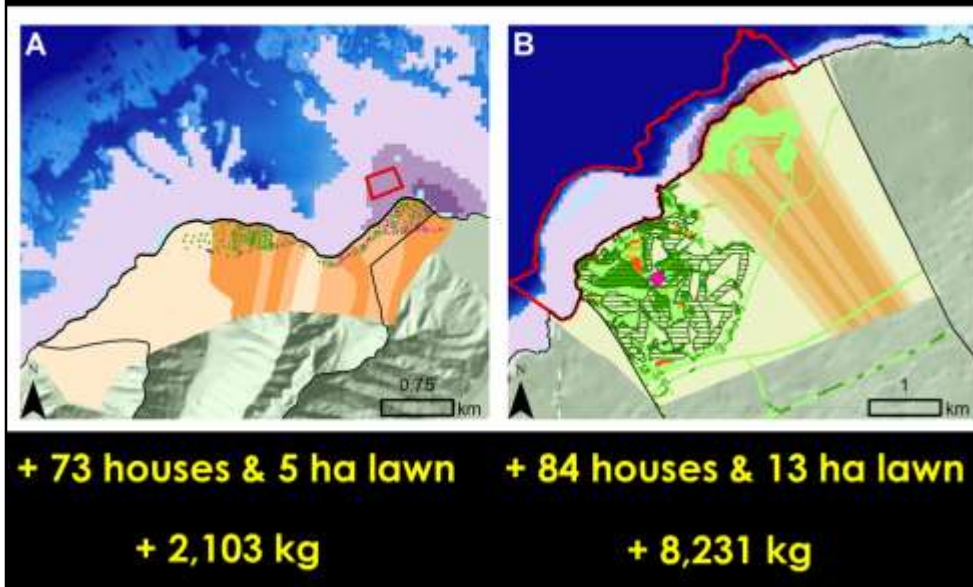 A
B
N
0.75
km
N
1
km
+ 73 houses & 5 ha lawn
+ 84 houses & 13 ha lawn
+ 2,103 kg
+ 8,231 kg